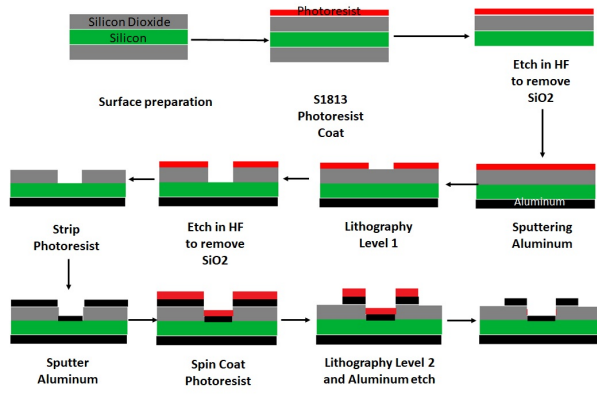 Silicon Dioxide
Silicon
Photoresist
Surface preparation
S1813
Photoresist
Coat
Etch in HF
to remove
SiO2
Strip
Photoresist
Etch in HF
to remove
SiO2
Lithography
Level 1
Aluminum
Sputtering
Aluminum
Sputter
Aluminum
Spin Coat
Photoresist
Lithography Level 2
and Aluminum etch